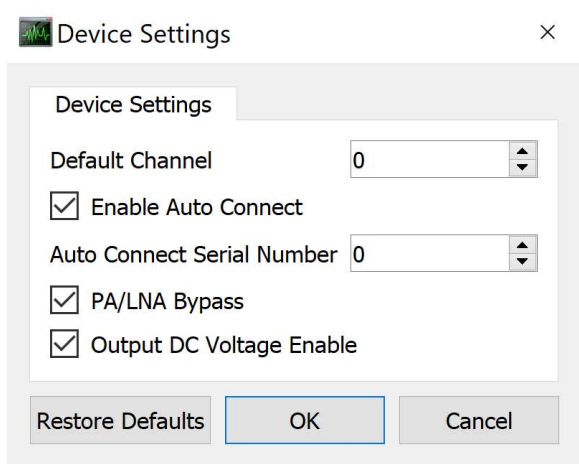 Device Settings
Device Settings
Default Channel 0
Enable Auto Connect
Auto Connect Serial Number 0
PA/LNA Bypass
Output DC Voltage Enable
Restore Defaults OK Cancel